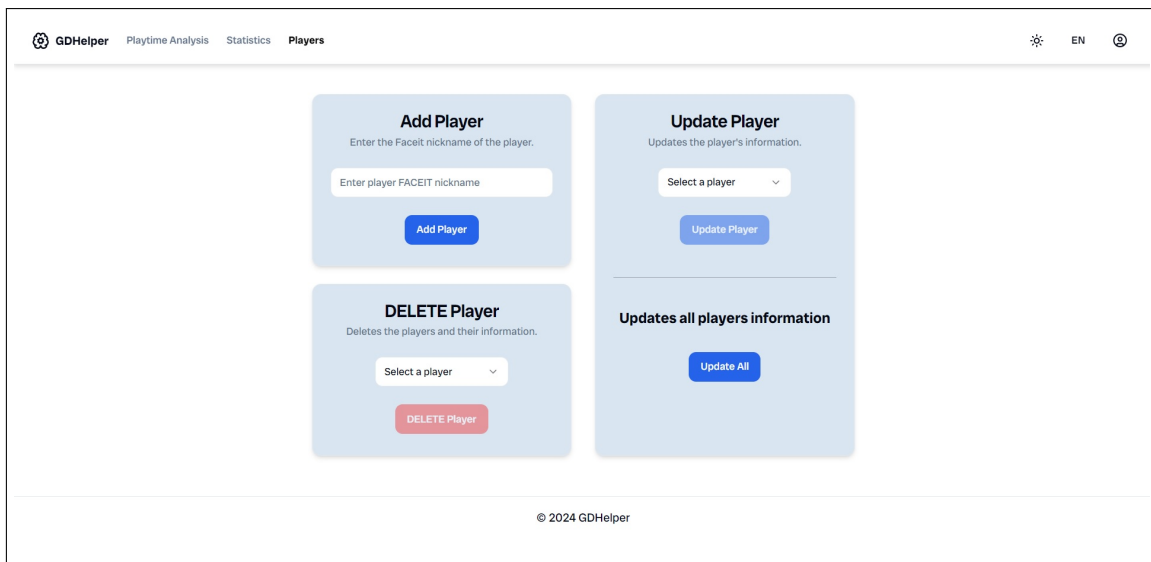 GDHelper
Playtime Analysis
Statistics
Players
EN
Add Player
Enter the Faceit nickname of the player.
Enter player FACEIT nickname
Add Player
DELETE Player
Deletes the players and their information.
Select a player
DELETE Player
Update Player
Updates the player's information.
Select a player
Update Player
Updates all players information
Update All
© 2024 GDHelper